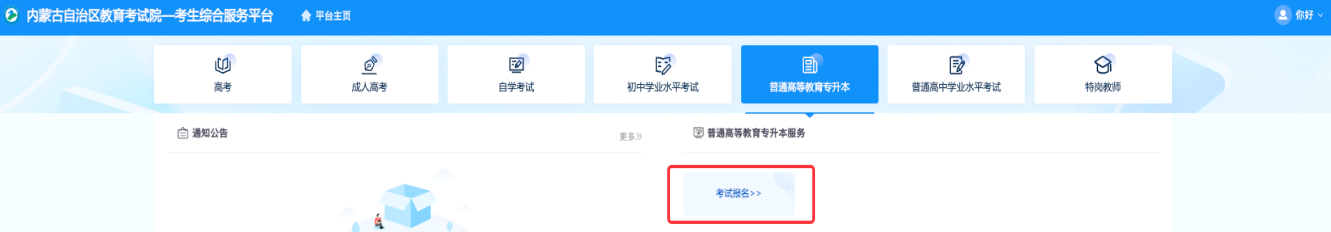 内蒙古自治区教育考试院—考生综合服务平台 平台主页 你好
高考 成人高考 自学考试 初中学业水平考试 普通高等教育专升本 普通高中学业水平考试 特岗教师
通知公告 更多》 普通高等教育专升本服务
考试报名>>